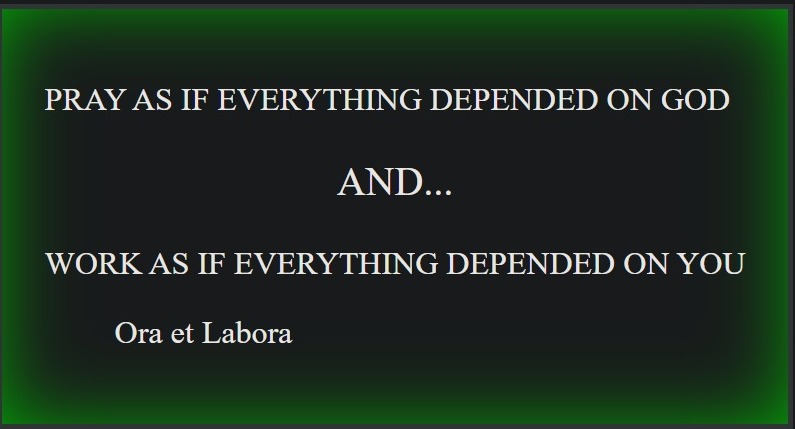 PRAY AS IF EVERYTHING DEPENDED ON GOD
AND...
WORK AS IF EVERYTHING DEPENDED ON YOU
Ora et Labora